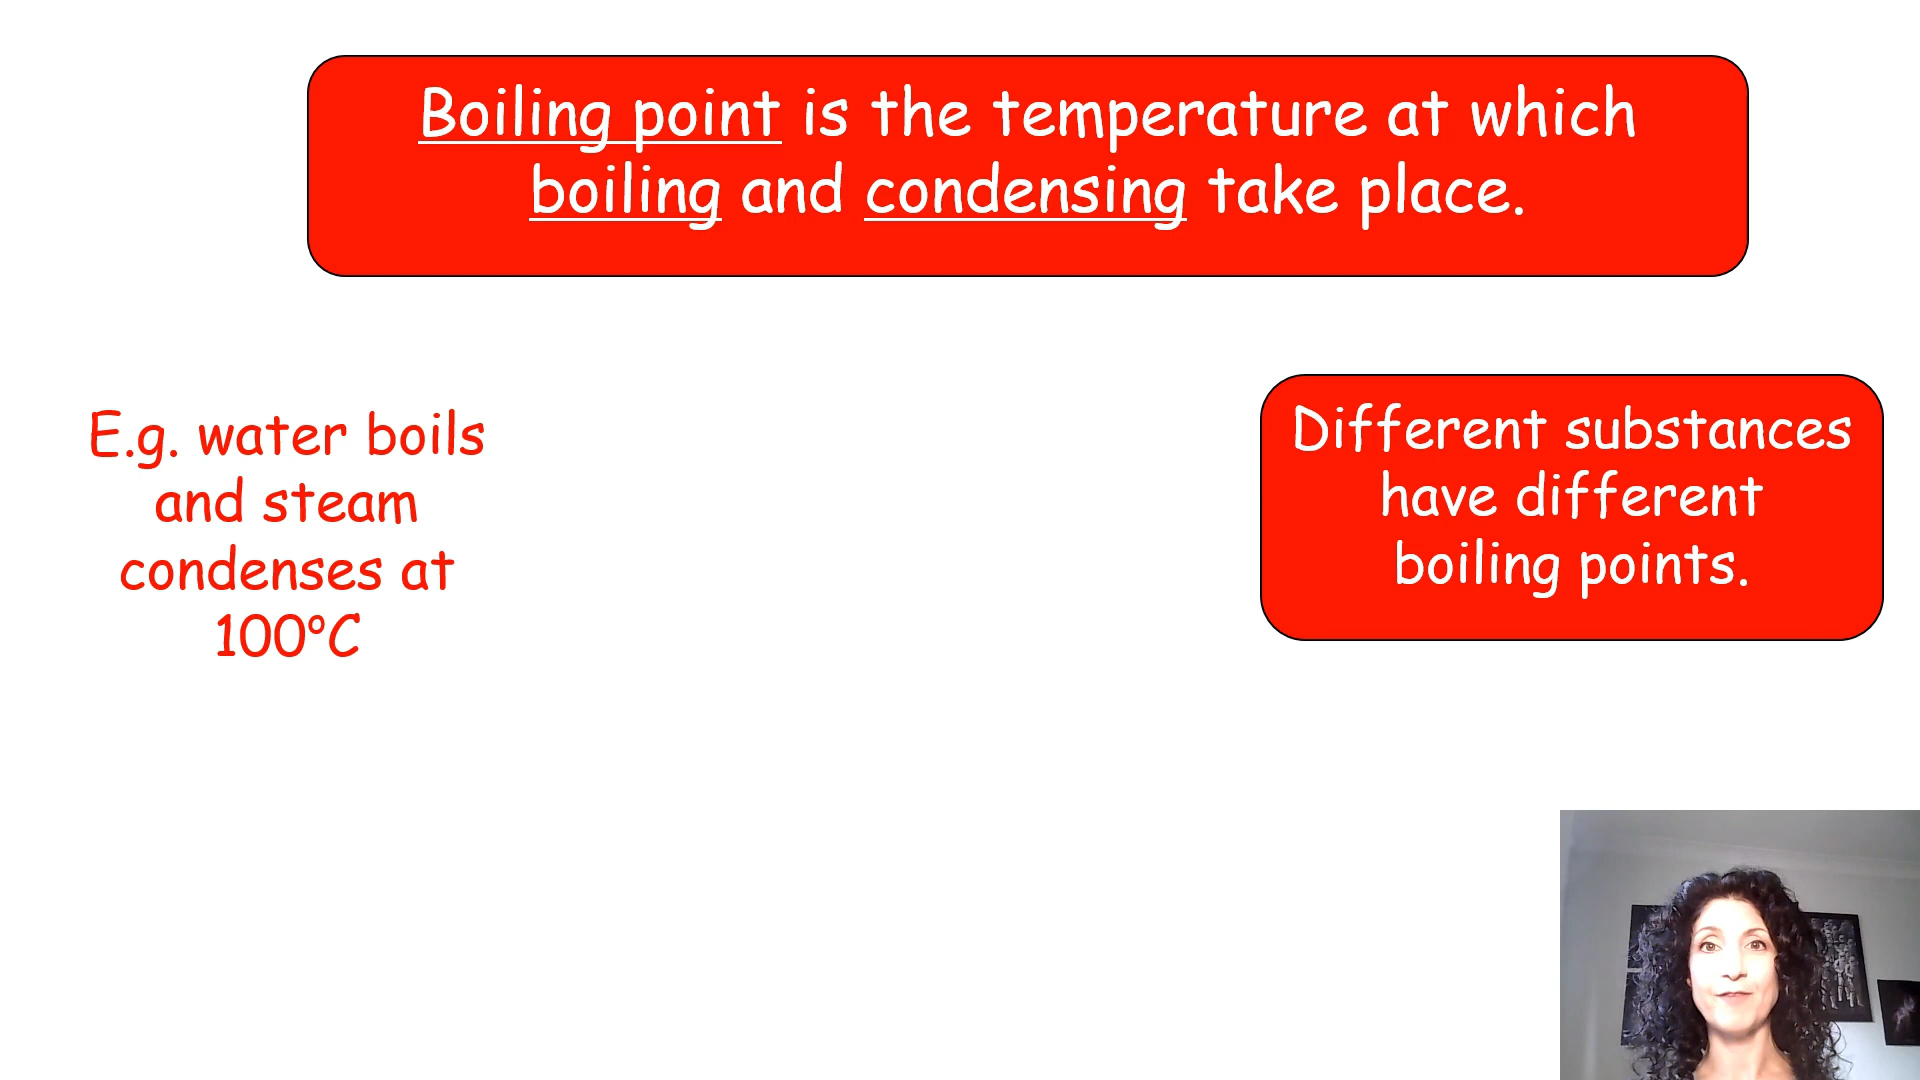 Boiling point is the temperature at which
boiling and condensing take place.
E.g. water boils
and steam
condenses at
100°C
Different substances
have different
boiling points.